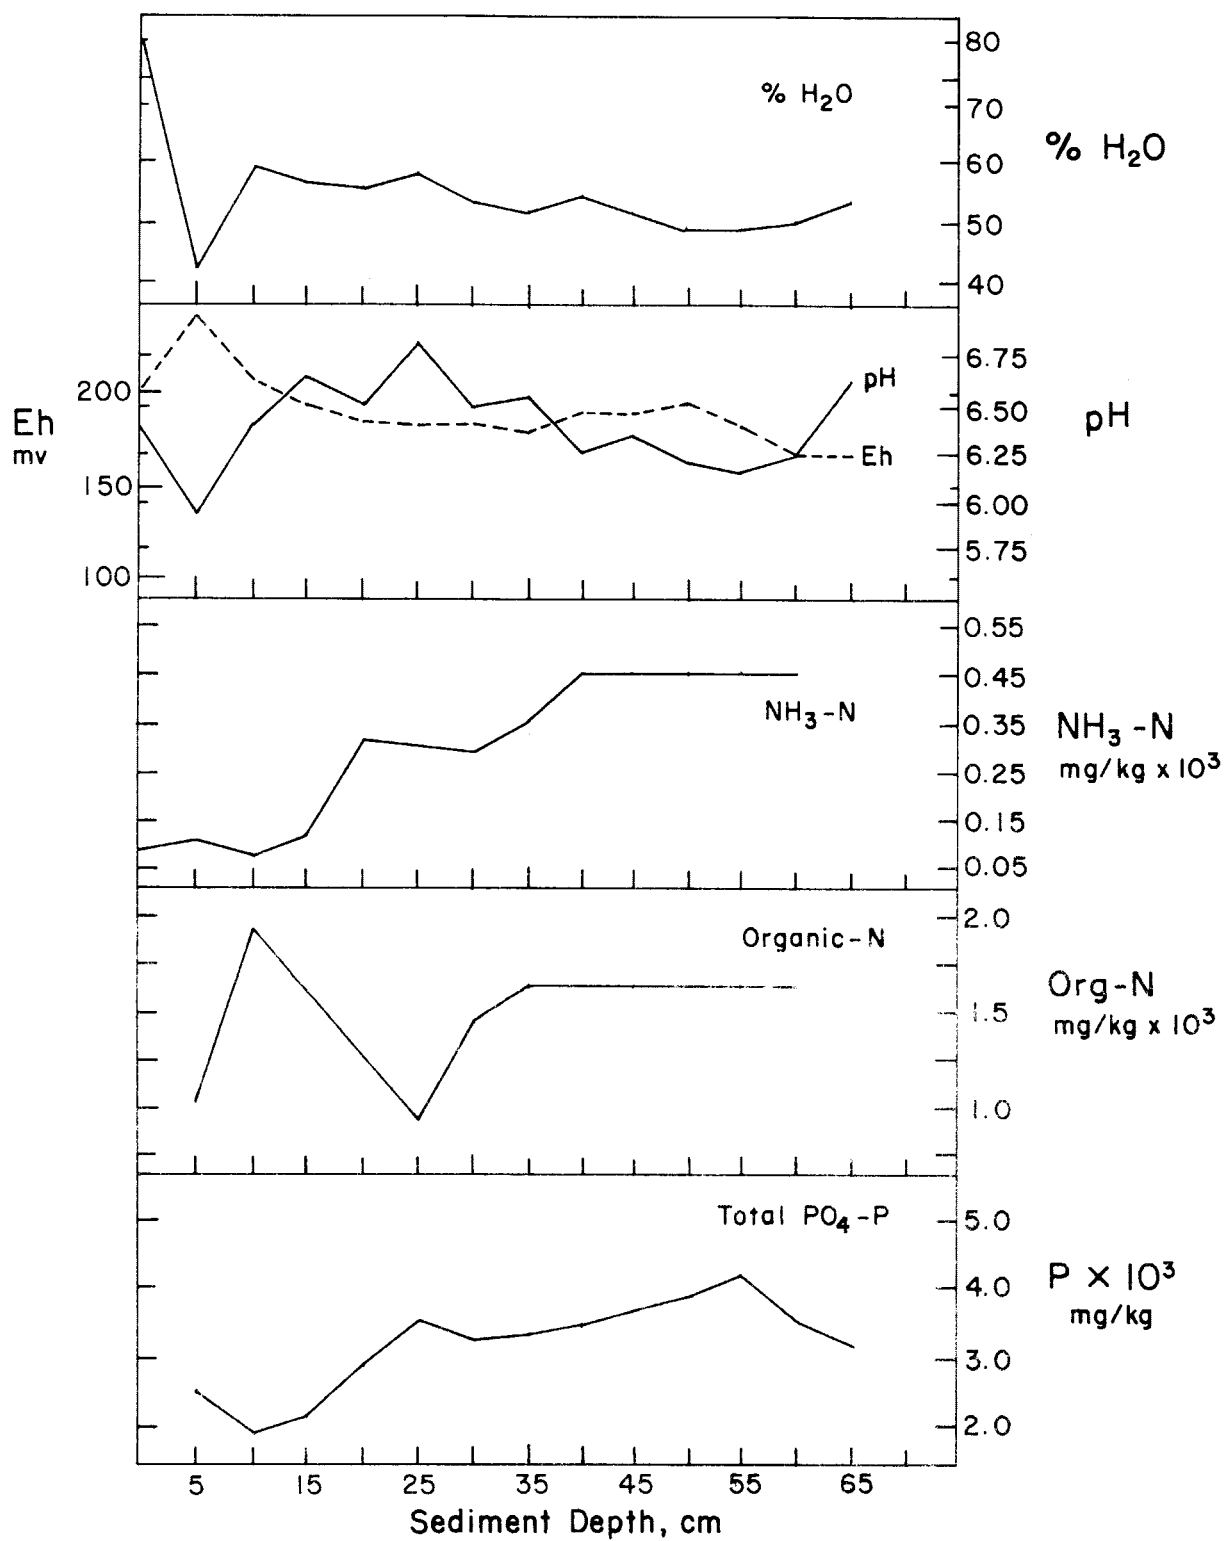 80
% H₂O
70
% H₂O
60
50
40
6.75
pH
200
6.50
Eh
mv
pH
Eh
6.25
150
6.00
5.75
100
0.55
0.45
NH₃-N
0.35
NH₃-N
mg/kg x 10³
0.25
0.15
0.05
2.0
Organic-N
Org-N
mg/kg x 10³
1.5
1.0
Total PO₄-P
5.0
P X 10³
mg/kg
4.0
3.0
2.0
5 15 25 35 45 55 65
Sediment Depth, cm